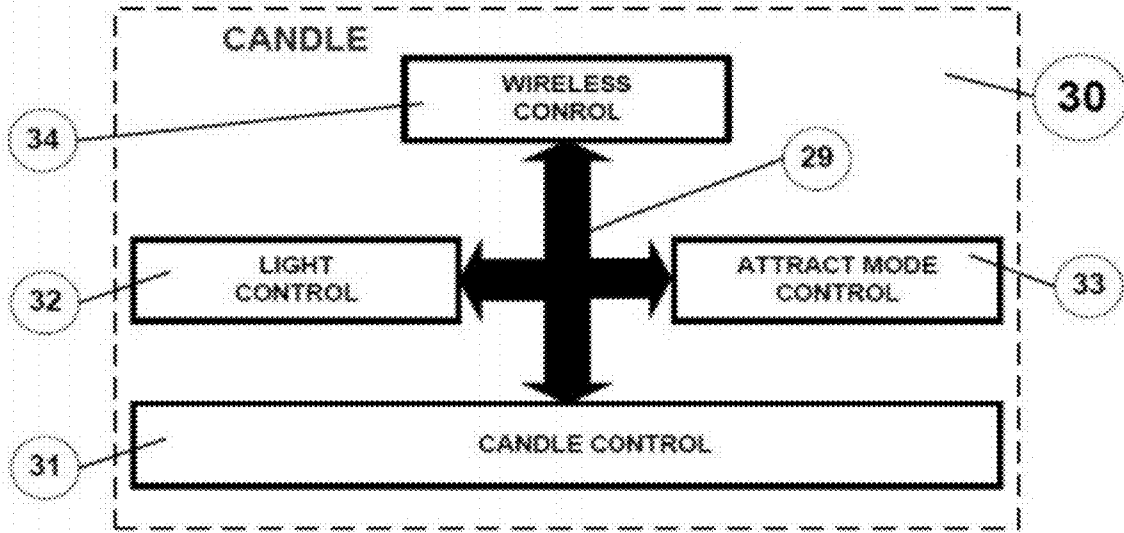 CANDLE
WIRELESS
CONROL
30
34
29
LIGHT
CONTROL
ATTRACT MODE
CONTROL
32
33
CANDLE CONTROL
31